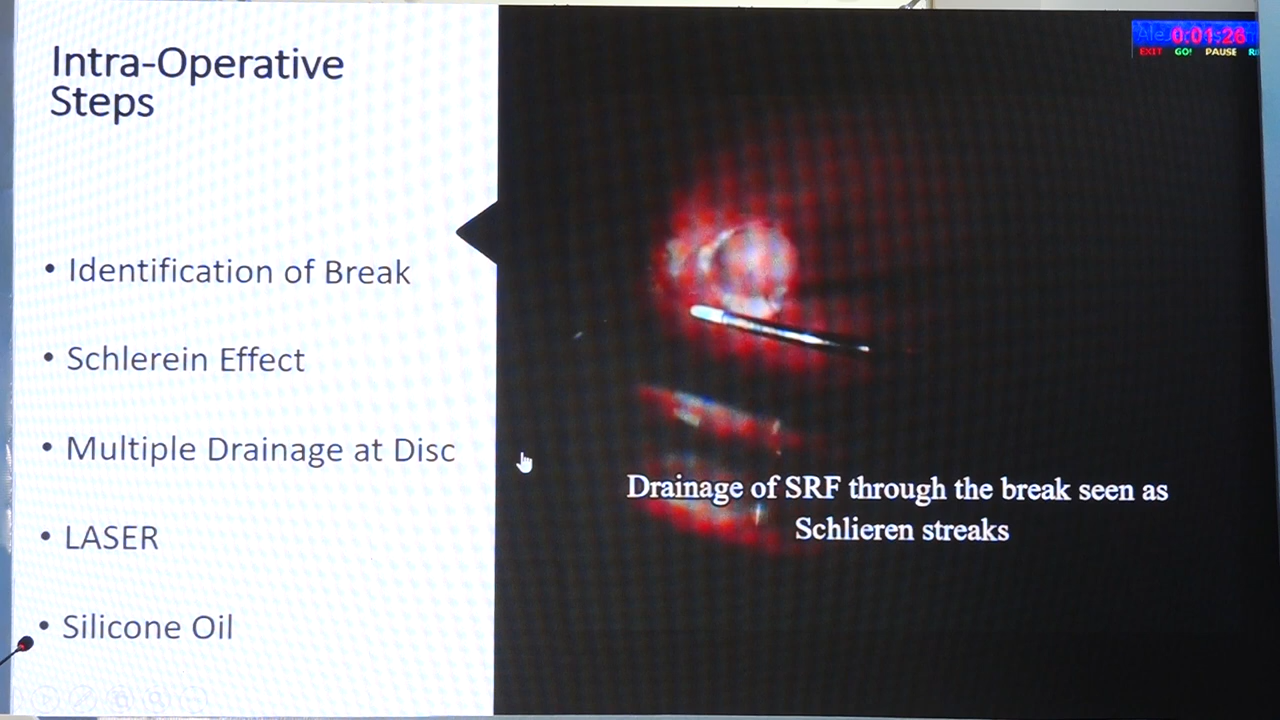 Intra-Operative
Steps
• Identification of Break
• Schlerein Effect
• Multiple Drainage at Disc
• LASER
• Silicone Oil
0:01:26
EXIT GO! PAUSE
Drainage of SRF through the break seen as
Schlieren streaks